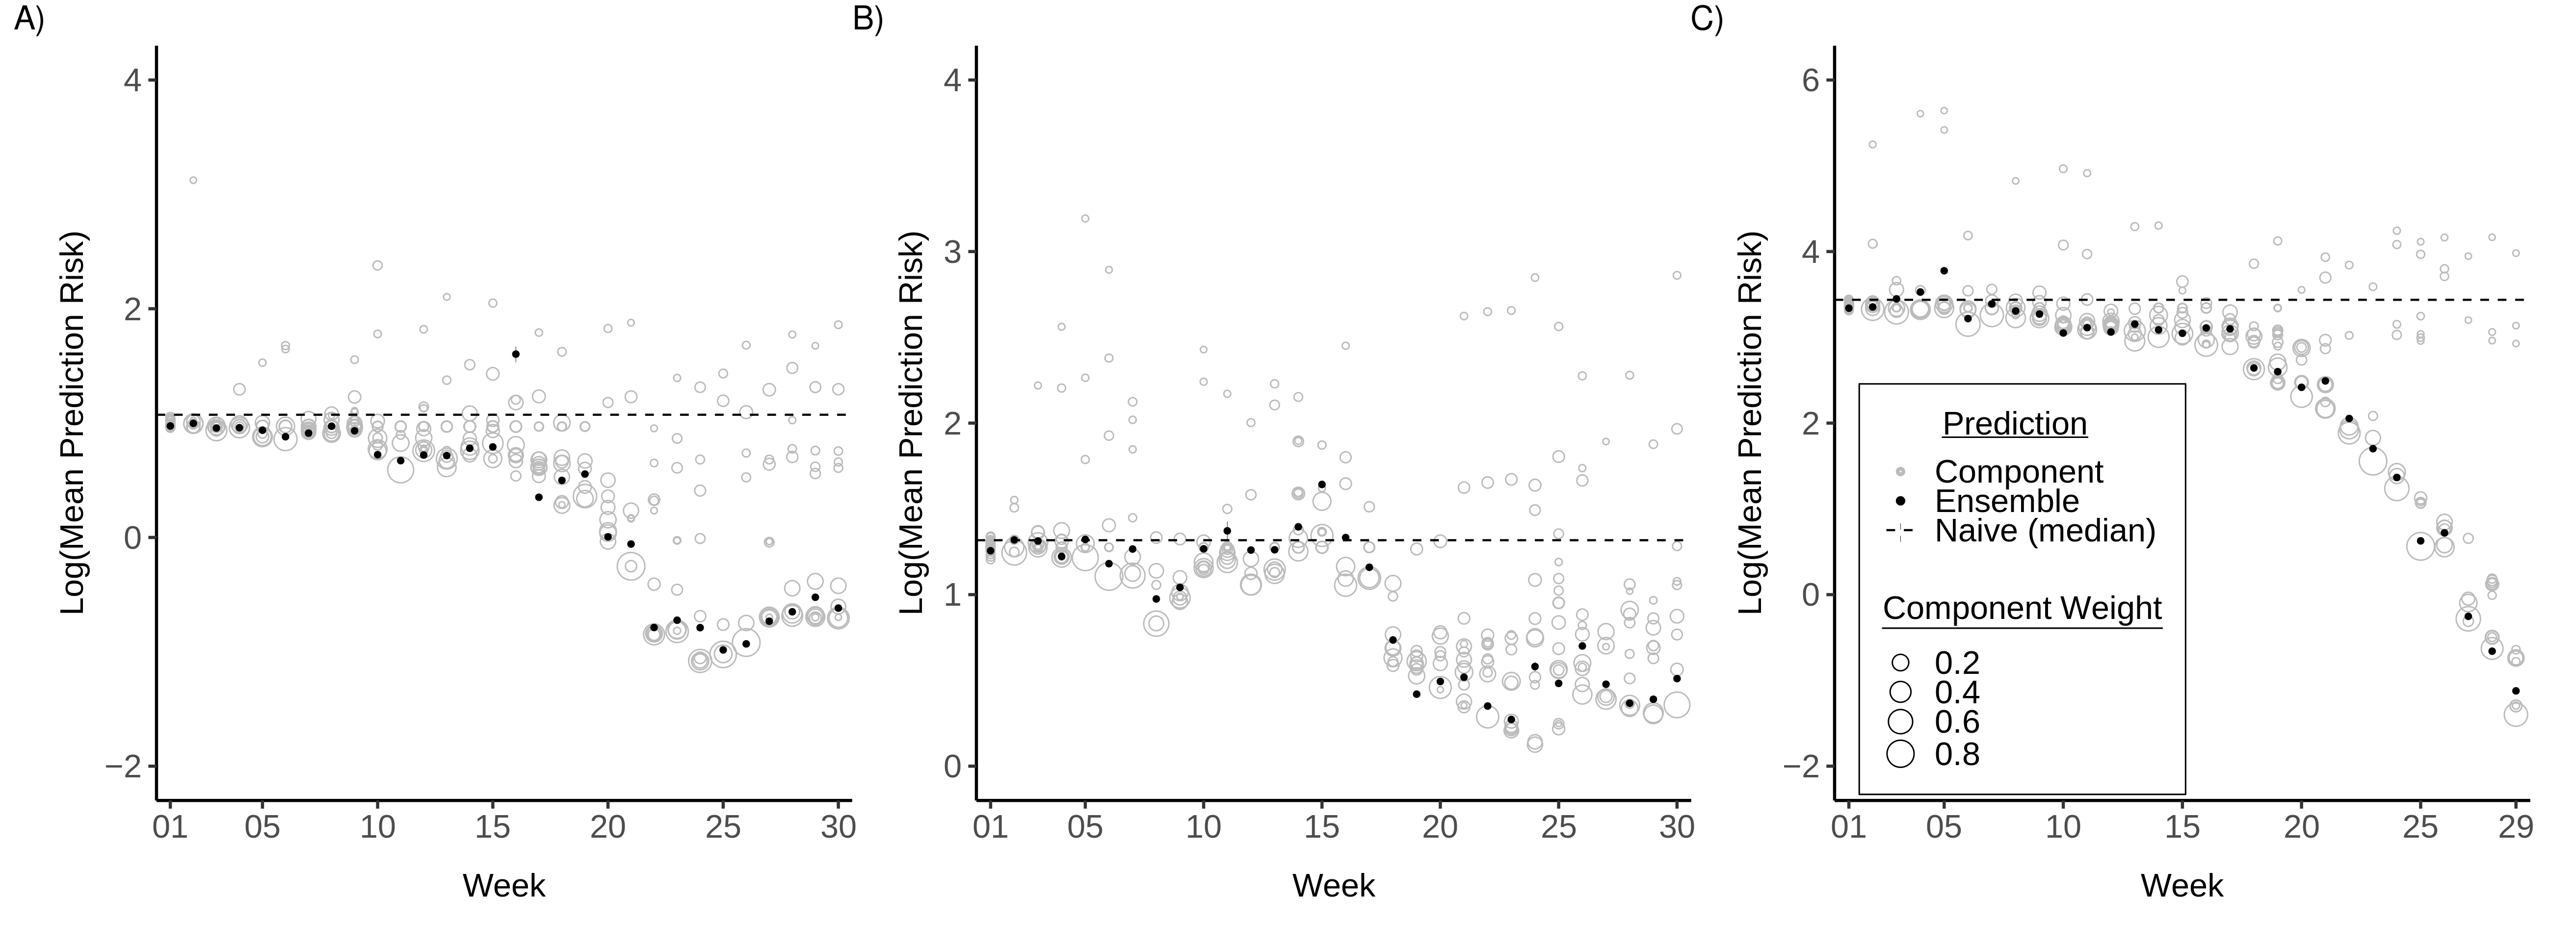 A)
Log(Mean Prediction Risk)
4
2
0
−2
01 05 10 15 20 25 30
Week
B)
Log(Mean Prediction Risk)
4
3
2
1
0
01 05 10 15 20 25 30
Week
C)
Log(Mean Prediction Risk)
6
4
2
0
−2
01 05 10 15 20 25 29
Week
Prediction
Component
Ensemble
Naive (median)
Component Weight
0.2
0.4
0.6
0.8